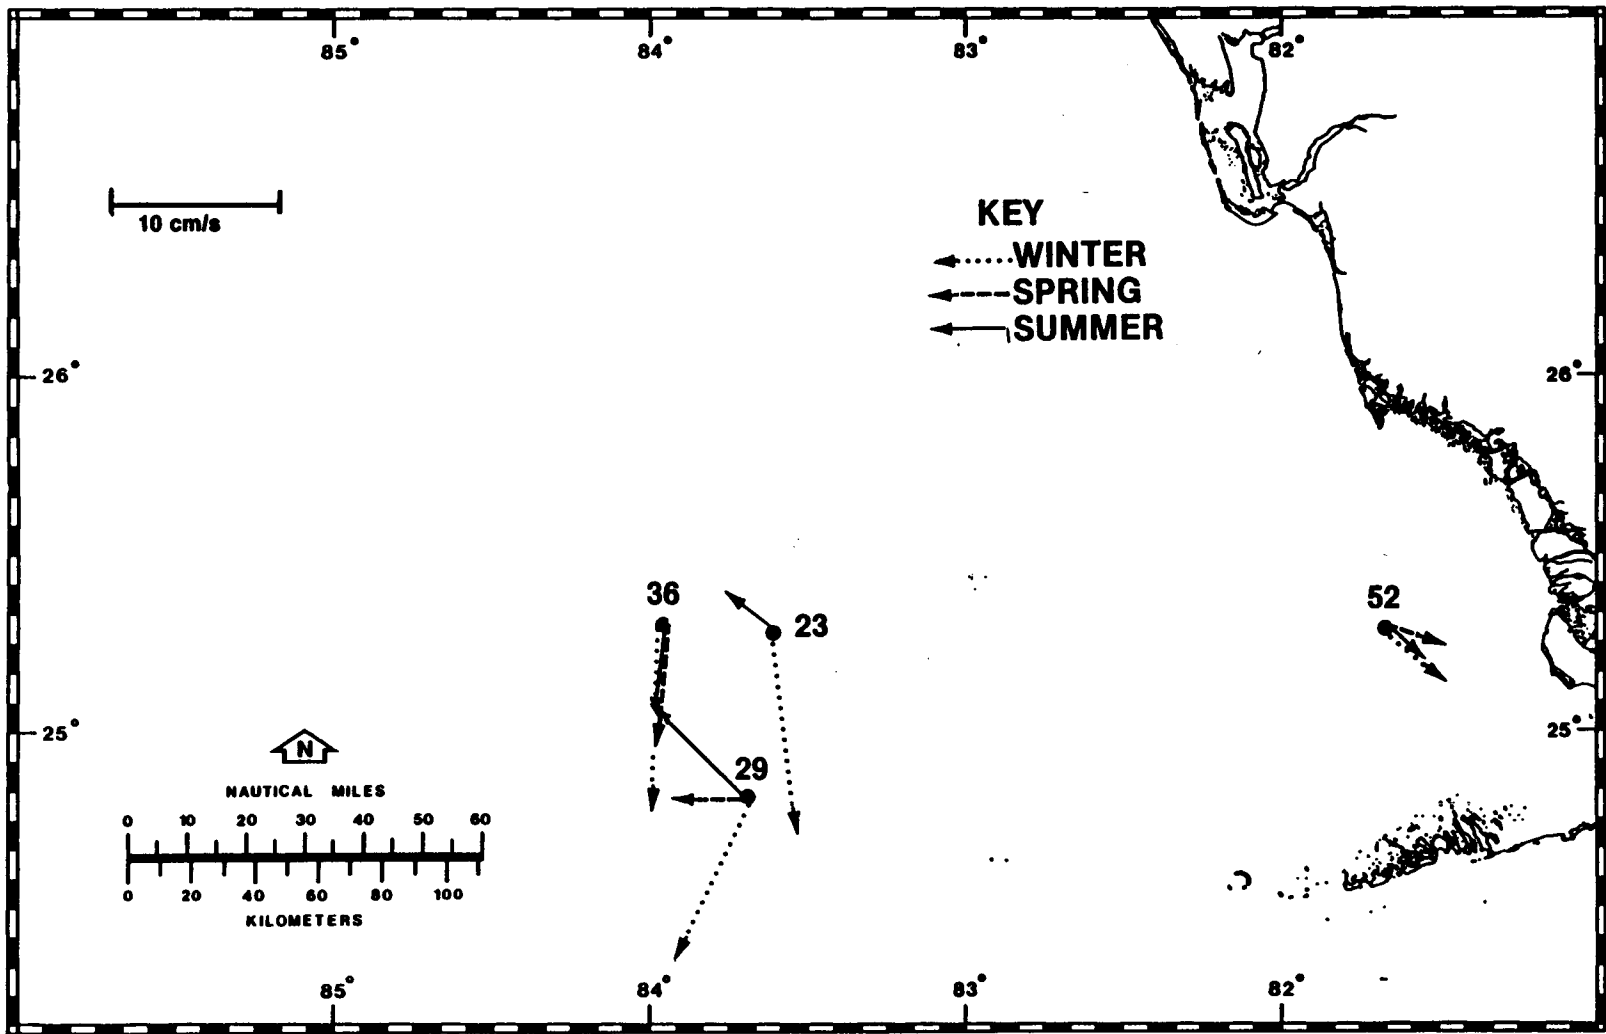 85° 84° 83° 82°
10 cm/s
KEY
WINTER
SPRING
SUMMER
26° 26°
36
23
52
25° 25°
N
29
NAUTICAL MILES
0 10 20 30 40 50 60
0 20 40 60 80 100
KILOMETERS
85° 84° 83° 82°